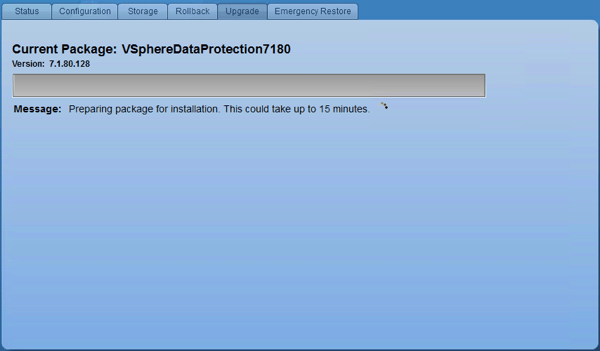 Status Configuration Storage Rollback Upgrade Emergency Restore
Current Package: VSphereDataProtection7180
Version: 7.1.80.128
Message: Preparing package for installation. This could take up to 15 minutes.